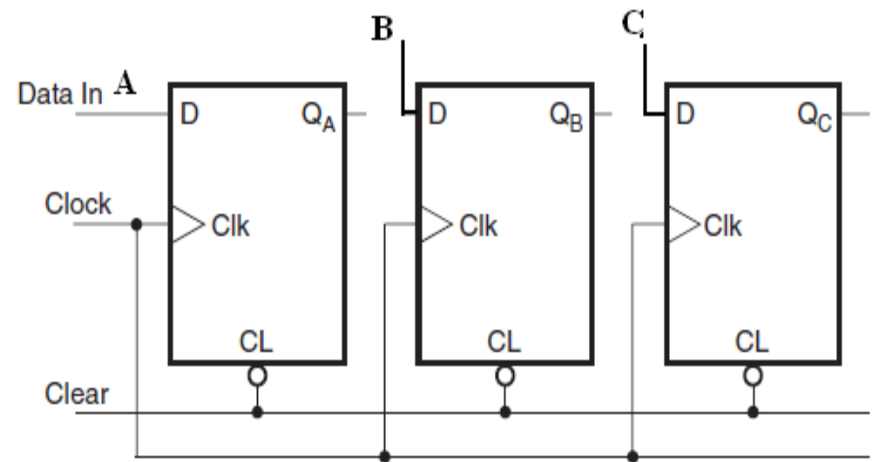 B
C
Data In A
D QA
D QB
D QC
Clock
Clk
Clk
Clk
CL
CL
CL
Clear